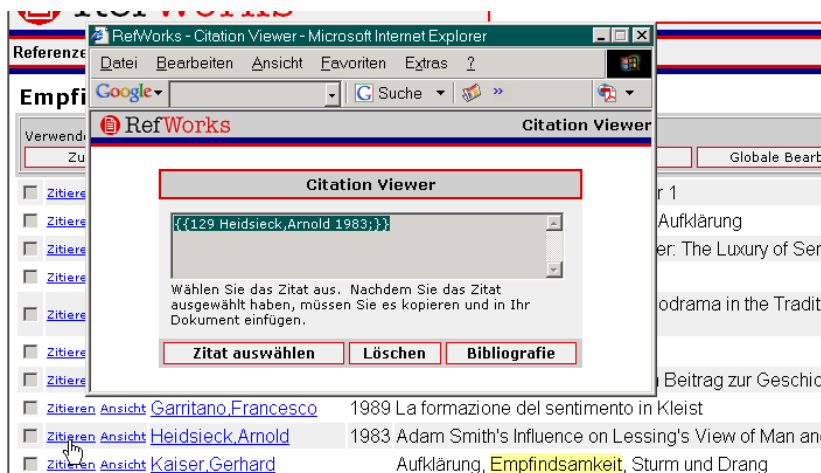 RefWorks
RefWorks - Citation Viewer - Microsoft Internet Explorer
Referenze
Datei Bearbeiten Ansicht Favoriten Extras ?
Google G Suche »
Empfi
RefWorks Citation Viewer
Verwende
Zu Globale Bearb
Citation Viewer
Zitiere r 1
{{129 Heidsieck,Arnold 1983;}}
Zitiere Aufklärung
Zitiere er: The Luxury of Ser
Zitiere
Wählen Sie das Zitat aus. Nachdem Sie das Zitat
ausgewählt haben, müssen Sie es kopieren und in Ihr
Dokument einfügen.
Zitiere odrama in the Tradit
Zitiere
Zitat auswählen Löschen Bibliografie
Zitiere Beitrag zur Geschic
Zitieren Ansicht Garritano,Francesco 1989 La formazione del sentimento in Kleist
Zitieren Ansicht Heidsieck,Arnold 1983 Adam Smith's Influence on Lessing's View of Man an
Zitieren Ansicht Kaiser,Gerhard Aufklärung, Empfindsamkeit, Sturm und Drang